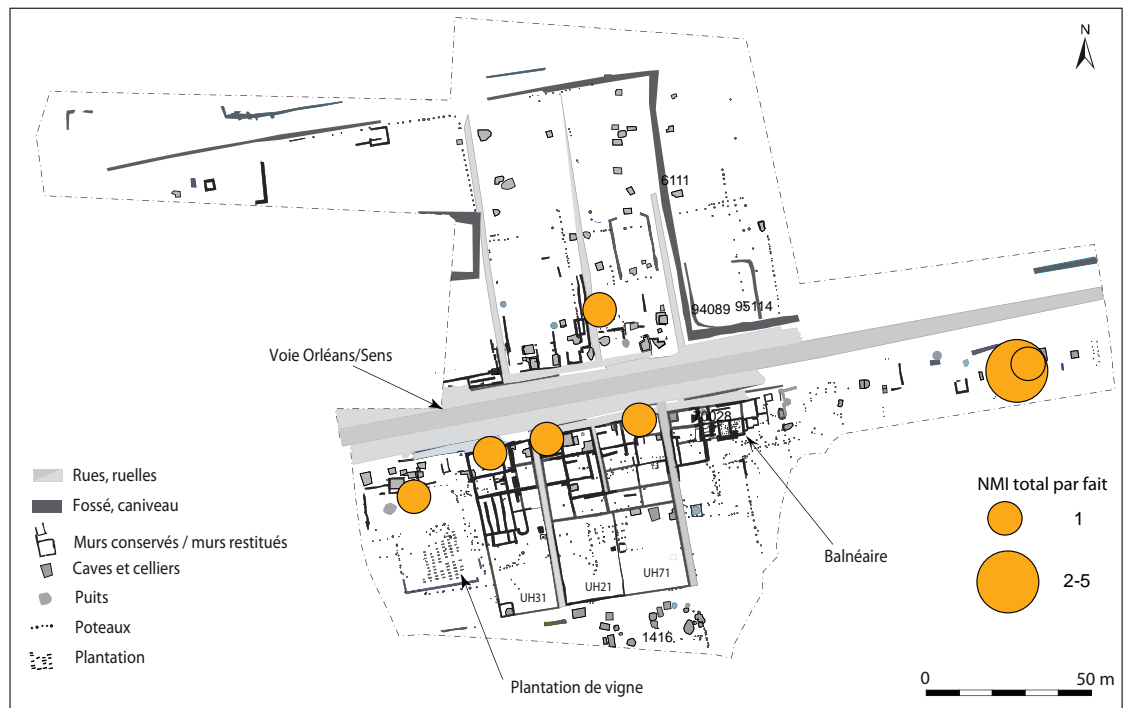 N
6111
94089
95114
Voie Orléans/Sens
70028
Rues, ruelles
Fossé, caniveau
Murs conservés / murs restitués
Caves et celliers
Puits
Poteaux
Plantation
NMI total par fait
1
2-5
Balnéaire
UH31
UH21
UH71
1416
Plantation de vigne
0
50 m